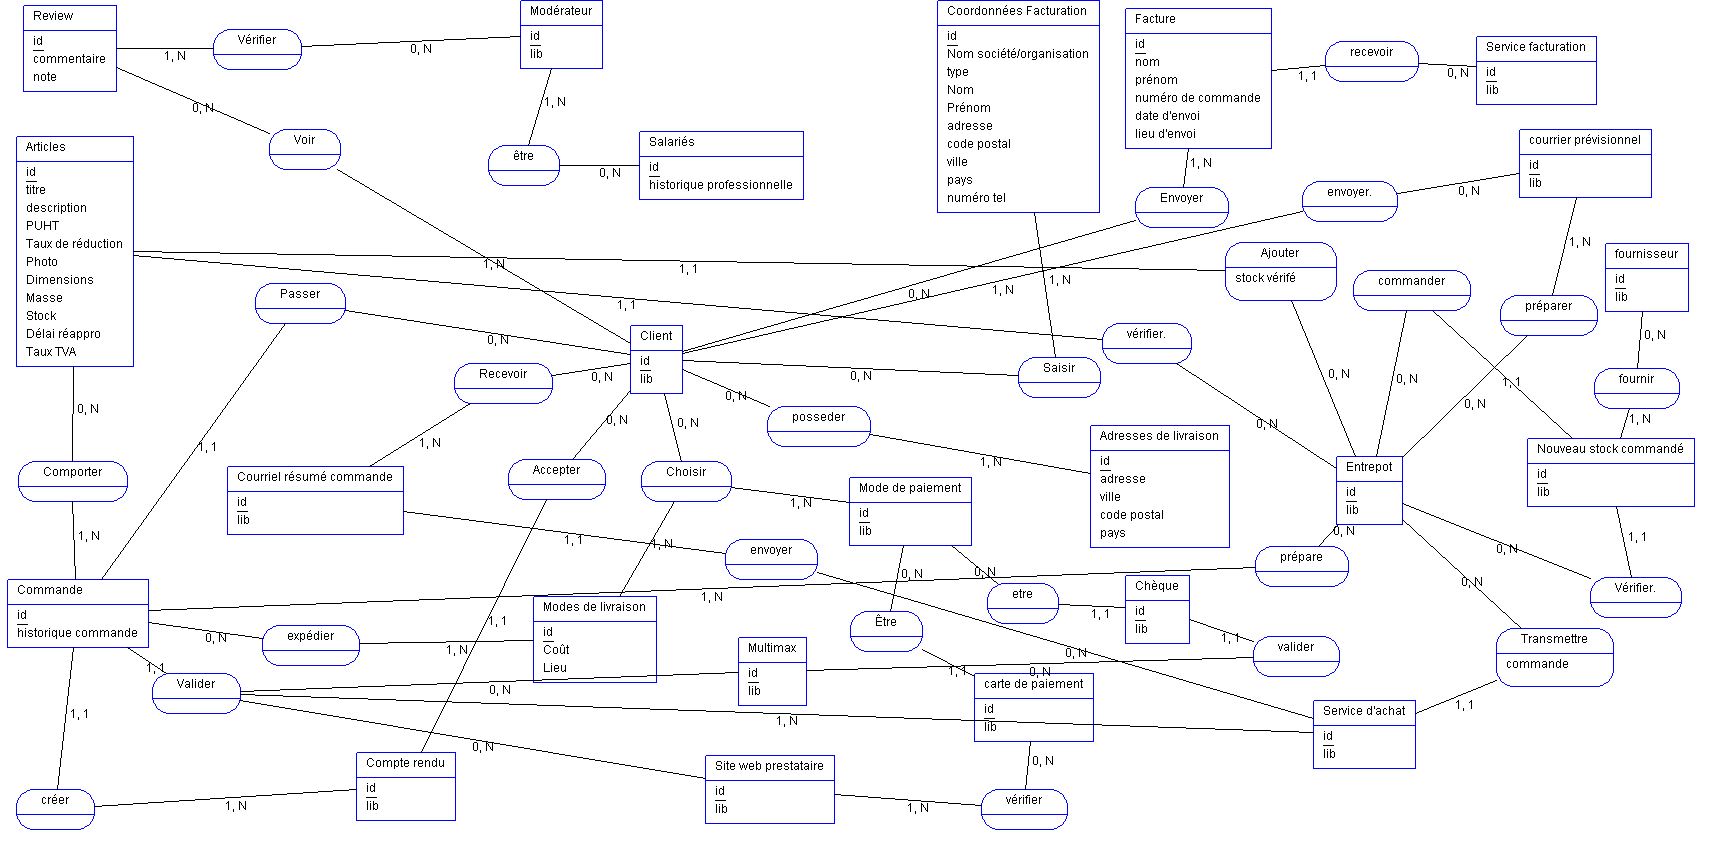 Review
id
commentaire
note
Vérifier
1, N
0, N
Modérateur
id
lib
Coordonnées Facturation
id
Nom société/organisation
type
Nom
Prénom
adresse
code postal
ville
pays
numéro tel
Facture
id
nom
prénom
numéro de commande
date d'envoi
lieu d'envoi
1, 1
recevoir
0, N
Service facturation
id
lib
0, N
Voir
1, N
1, N
être
0, N
Salariés
id
historique professionnelle
1, N
Envoyer
envoyer.
0, N
courrier prévisionnel
id
lib
Articles
id
titre
description
PUHT
Taux de réduction
Photo
Dimensions
Masse
Stock
Délai réappro
Taux TVA
1, 1
1, 1
0, N
1, N
1, N
Ajouter
stock vérifé
commander
1, N
préparer
fournisseur
id
lib
0, N
fournir
1, N
Passer
0, N
1, 1
Client
id
lib
Recevoir
0, N
1, N
0, N
Saisir
vérifier.
0, N
0, N
0, N
0, N
1, 1
0, N
posseder
1, N
Adresses de livraison
id
adresse
ville
code postal
pays
0, N
Comporter
1, N
Courriel résumé commande
id
lib
1, 1
envoyer
0, N
0, N
Accepter
1, 1
0, N
Choisir
1, N
1, N
Mode de paiement
id
lib
Entrepot
id
lib
Nouveau stock commandé
id
lib
1, 1
Vérifier.
0, N
0, N
prépare
0, N
1, N
Commande
id
historique commande
0, N
expédier
1, N
Modes de livraison
id
Coût
Lieu
0, N
etre
1, 1
Chèque
id
lib
1, 1
valider
0, N
Être
1, 1
carte de paiement
id
lib
0, N
0, N
Transmettre
commande
1, 1
1, 1
Valider
0, N
Multimax
id
lib
1, N
Service d'achat
id
lib
0, N
Site web prestataire
id
lib
1, N
vérifier
0, N
1, 1
créer
1, N
Compte rendu
id
lib